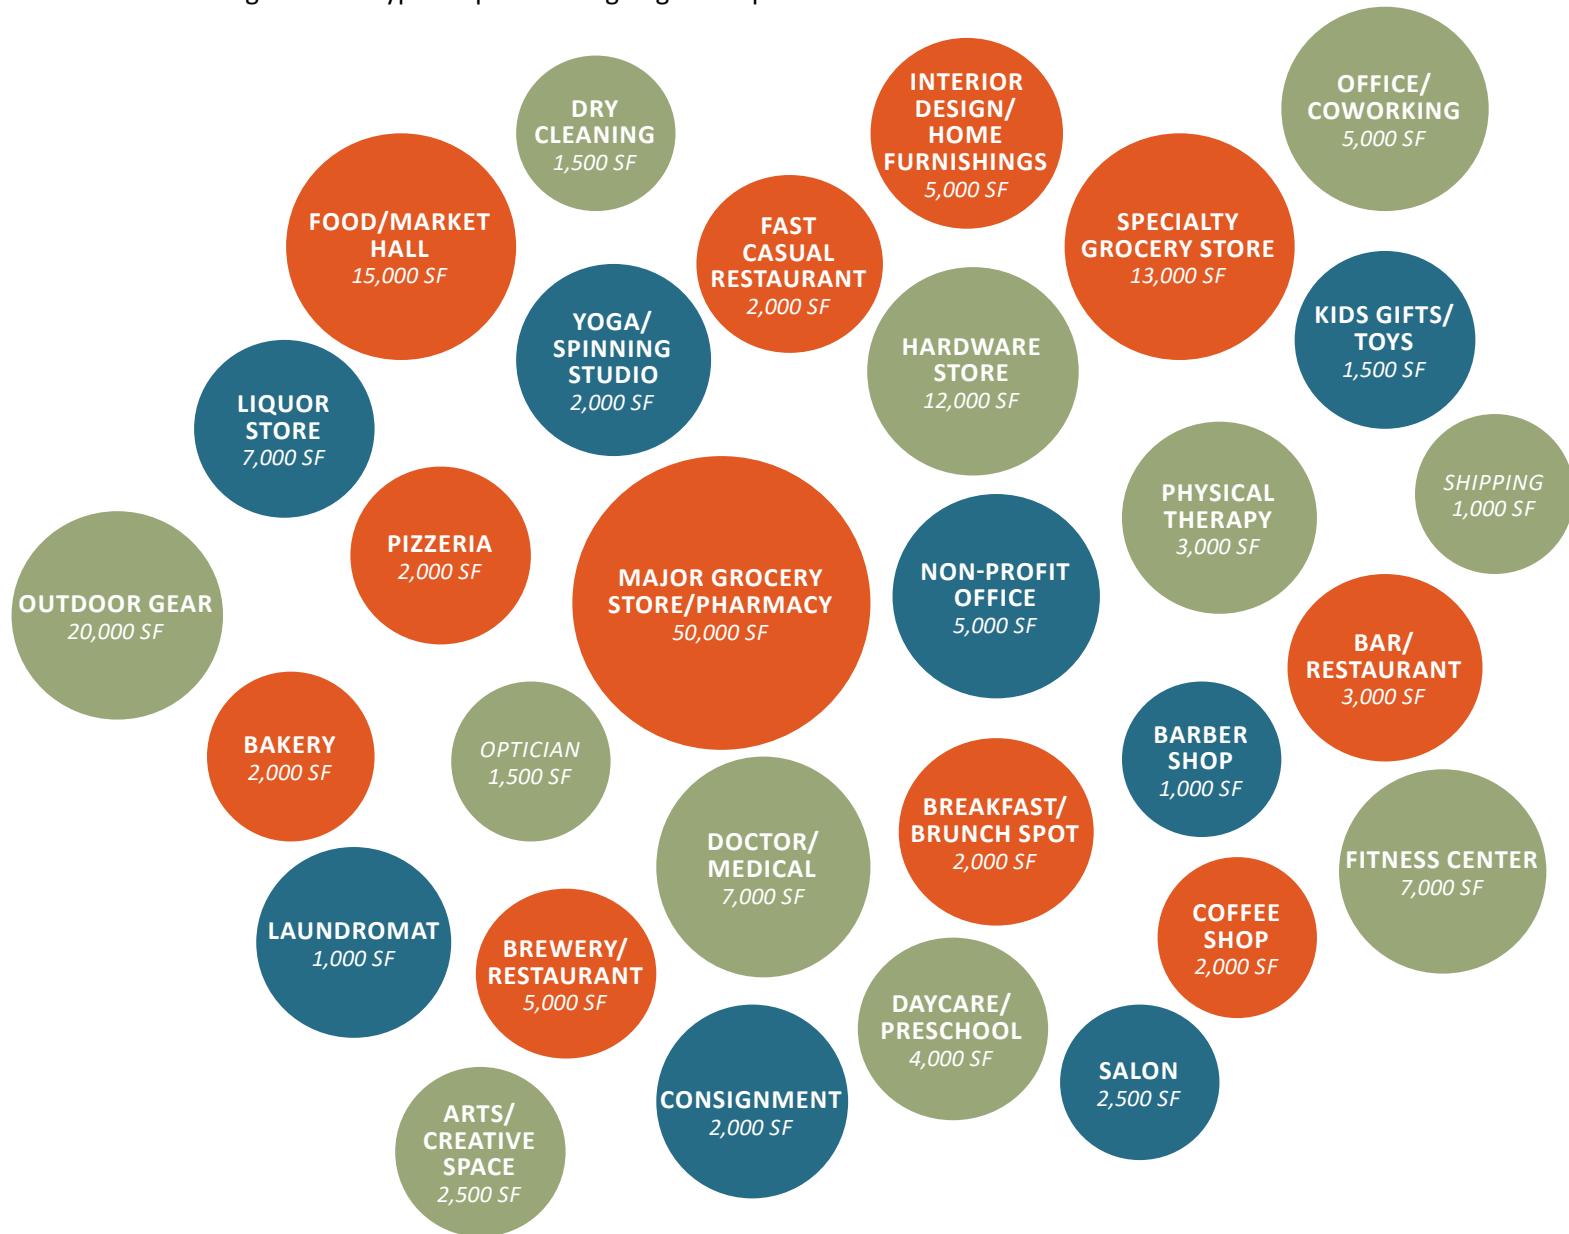 DRY
CLEANING
1,500 SF
INTERIOR
DESIGN/
HOME
FURNISHINGS
5,000 SF
OFFICE/
COWORKING
5,000 SF
FOOD/MARKET
HALL
15,000 SF
FAST
CASUAL
RESTAURANT
2,000 SF
SPECIALTY
GROCERY STORE
13,000 SF
YOGA/
SPINNING
STUDIO
2,000 SF
HARDWARE
STORE
12,000 SF
KIDS GIFTS/
TOYS
1,500 SF
LIQUOR
STORE
7,000 SF
PIZZERIA
2,000 SF
MAJOR GROCERY
STORE/PHARMACY
50,000 SF
NON-PROFIT
OFFICE
5,000 SF
PHYSICAL
THERAPY
3,000 SF
SHIPPING
1,000 SF
OUTDOOR GEAR
20,000 SF
BAR/
RESTAURANT
3,000 SF
BAKERY
2,000 SF
OPTICIAN
1,500 SF
BARBER
SHOP
1,000 SF
DOCTOR/
MEDICAL
7,000 SF
BREAKFAST/
BRUNCH SPOT
2,000 SF
FITNESS CENTER
7,000 SF
LAUNDROMAT
1,000 SF
BREWERY/
RESTAURANT
5,000 SF
COFFEE
SHOP
2,000 SF
DAYCARE/
PRESCHOOL
4,000 SF
CONSIGNMENT
2,000 SF
SALON
2,500 SF
ARTS/
CREATIVE
SPACE
2,500 SF